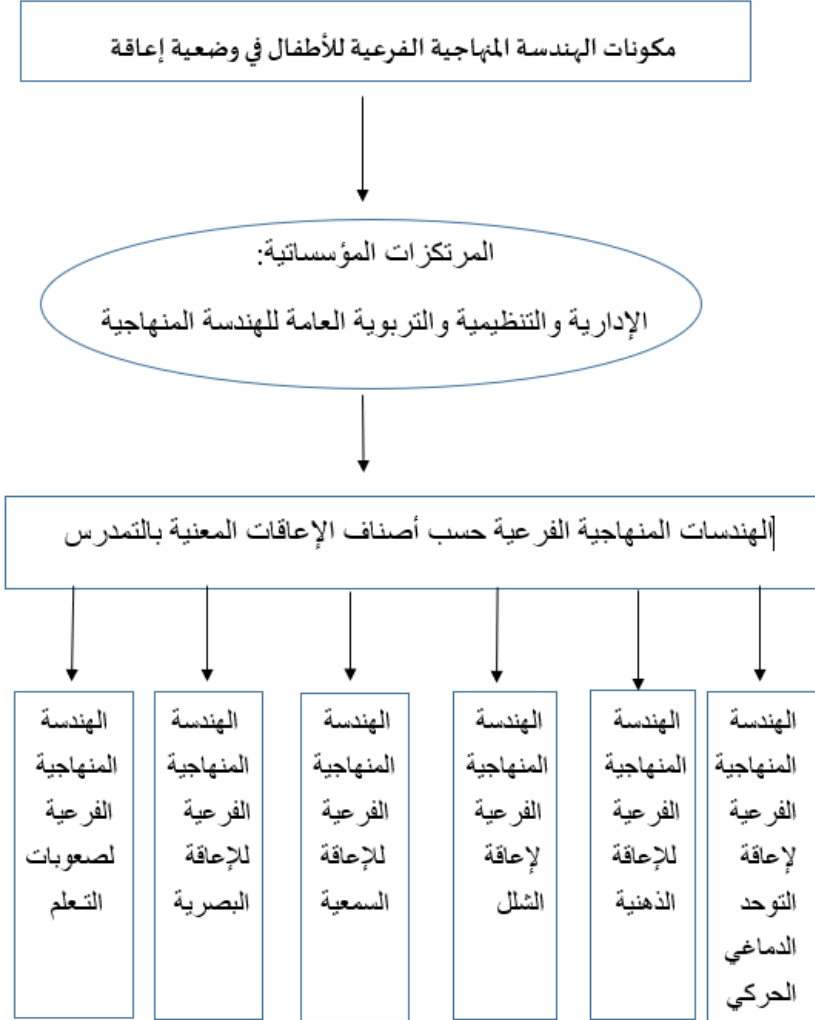 مكونات الهندسة المنهاجية الفرعية للأطفال في وضعية إعاقة
المرتكزات المؤسساتية:
الإدارية والتنظيمية والتربوية العامة للهندسة المنهاجية
الهندسات المنهاجية الفرعية حسب أصناف الإعاقات المعنية بالتمدرس
الهندسة
المنهاجية
الفرعية
لإعاقة
التوحد
الدماغي
الحركي
الهندسة
المنهاجية
الفرعية
للإعاقة
الذهنية
الهندسة
المنهاجية
الفرعية
لإعاقة
الشلل
الهندسة
المنهاجية
الفرعية
للإعاقة
السمعية
الهندسة
المنهاجية
الفرعية
للإعاقة
البصرية
الهندسة
المنهاجية
الفرعية
لصعوبات
التعلم